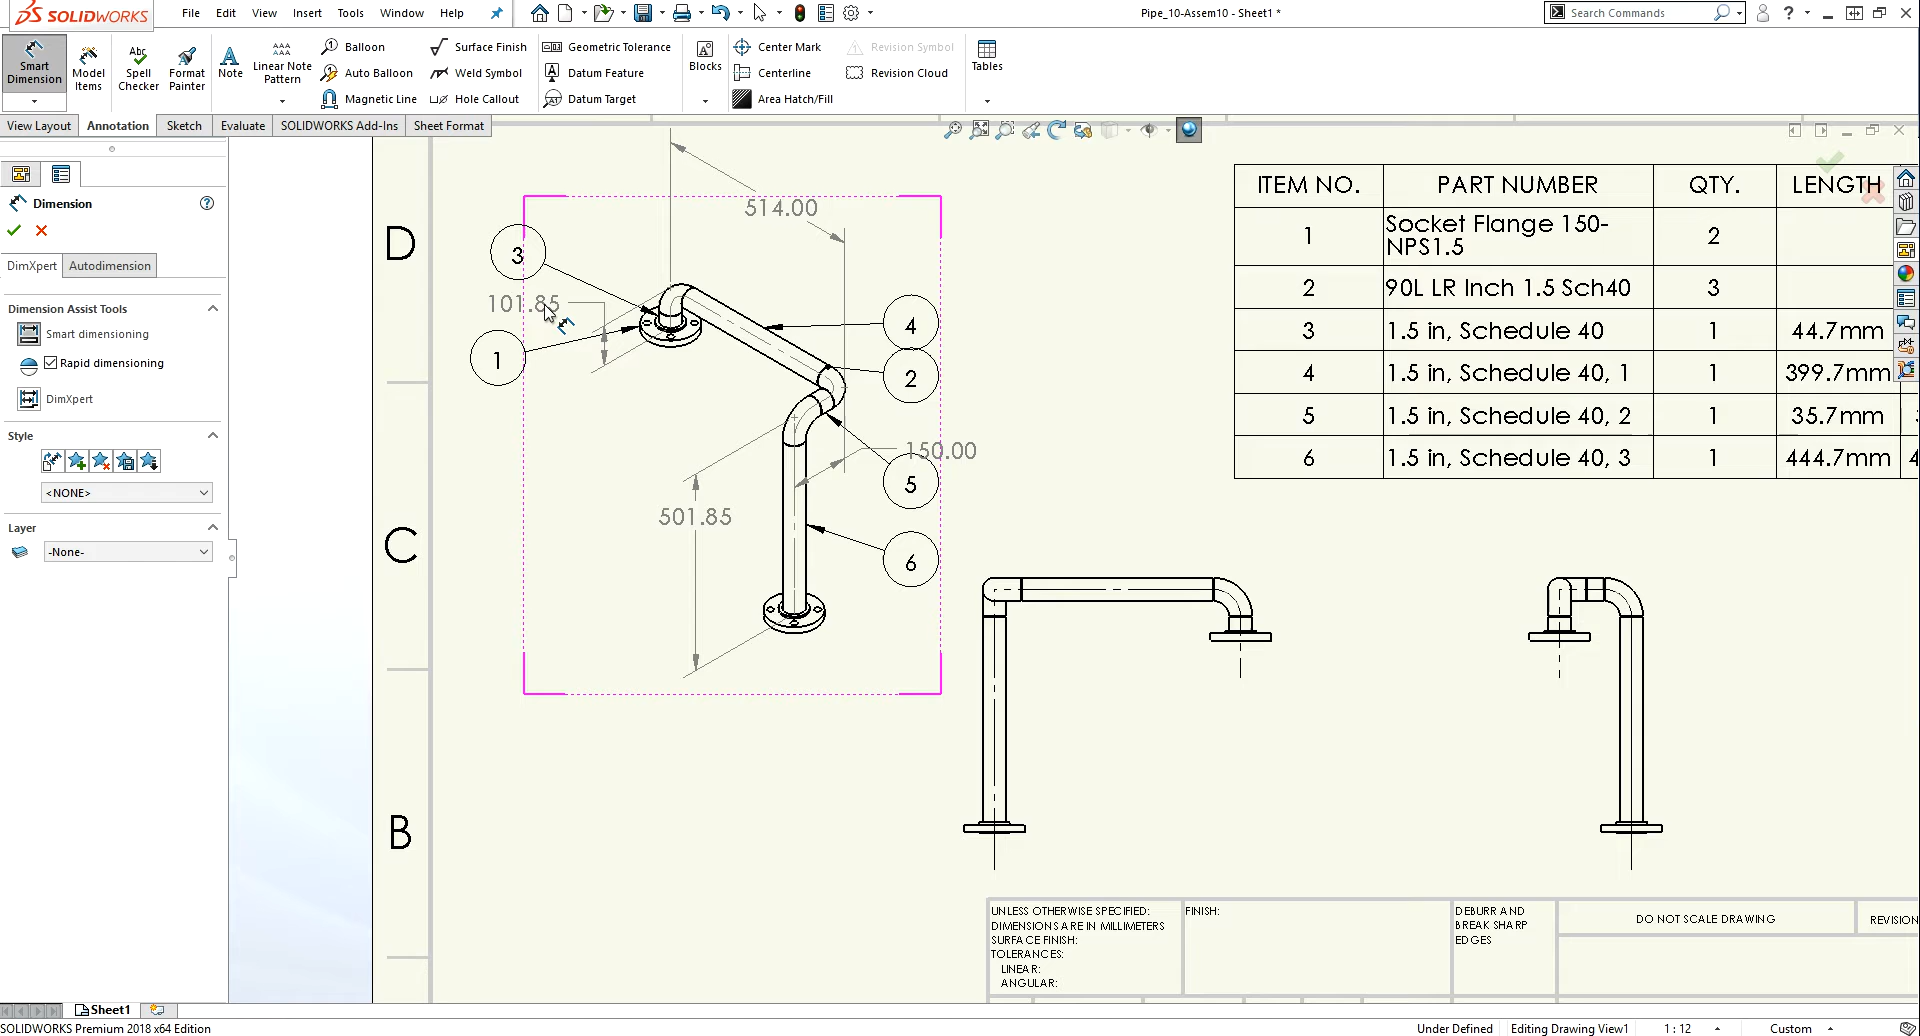 SOLIDWORKS
File Edit View Insert Tools Window Help
Pipe_10-Assem10 - Sheet1 *
Search Commands
Smart Dimension
Model Items
Abc
Spell Checker
Format Painter
A
Note
AAA
AAA
Linear Note Pattern
Balloon
Auto Balloon
Magnetic Line
Surface Finish
Weld Symbol
Hole Callout
Geometric Tolerance
Datum Feature
Datum Target
A
Blocks
Center Mark
Centerline
Area Hatch/Fill
Revision Symbol
Revision Cloud
Tables
View Layout
Annotation
Sketch
Evaluate
SOLIDWORKS Add-Ins
Sheet Format
Dimension
DimXpert
Autodimension
Dimension Assist Tools
Smart dimensioning
Rapid dimensioning
DimXpert
Style
<NONE>
Layer
-None-
D
C
B
514.00
3
101.85
1
4
2
150.00
5
501.85
6
ITEM NO. PART NUMBER QTY. LENGTH
1 Socket Flange 150-NPS1.5 2
2 90L LR Inch 1.5 Sch40 3
3 1.5 in, Schedule 40 1 44.7mm
4 1.5 in, Schedule 40, 1 1 399.7mm
5 1.5 in, Schedule 40, 2 1 35.7mm
6 1.5 in, Schedule 40, 3 1 444.7mm 4
UNLESS OTHERWISE SPECIFIED:
DIMENSIONS ARE IN MILLIMETERS
SURFACE FINISH:
TOLERANCES:
LINEAR:
ANGULAR:
FINISH:
DEBURR AND
BREAK SHARP
EDGES
DO NOT SCALE DRAWING
REVISION
Sheet1
SOLIDWORKS Premium 2018 x64 Edition
Under Defined
Editing Drawing View1
1 : 12
Custom